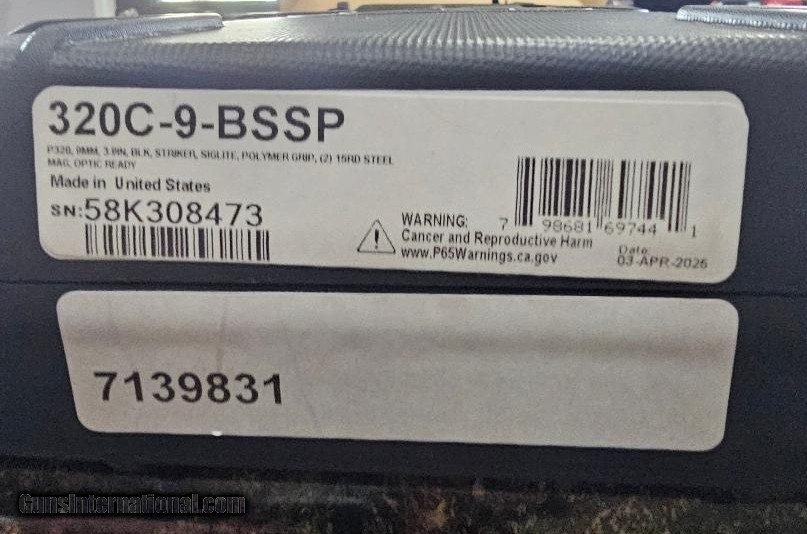 320C-9-BSSP
P320, 9MM, 3.9IN, BLK, STRIKER, SIGLITE, POLYMER GRIP, (2) 15RD STEEL
MAG, OPTIC READY
Made in United States
SN:58K308473
WARNING:
Cancer and Reproductive Harm
www.P65Warnings.ca.gov
7 98681 69744 1
Date:
03-APR-2025
7139831
GunsInternational.com